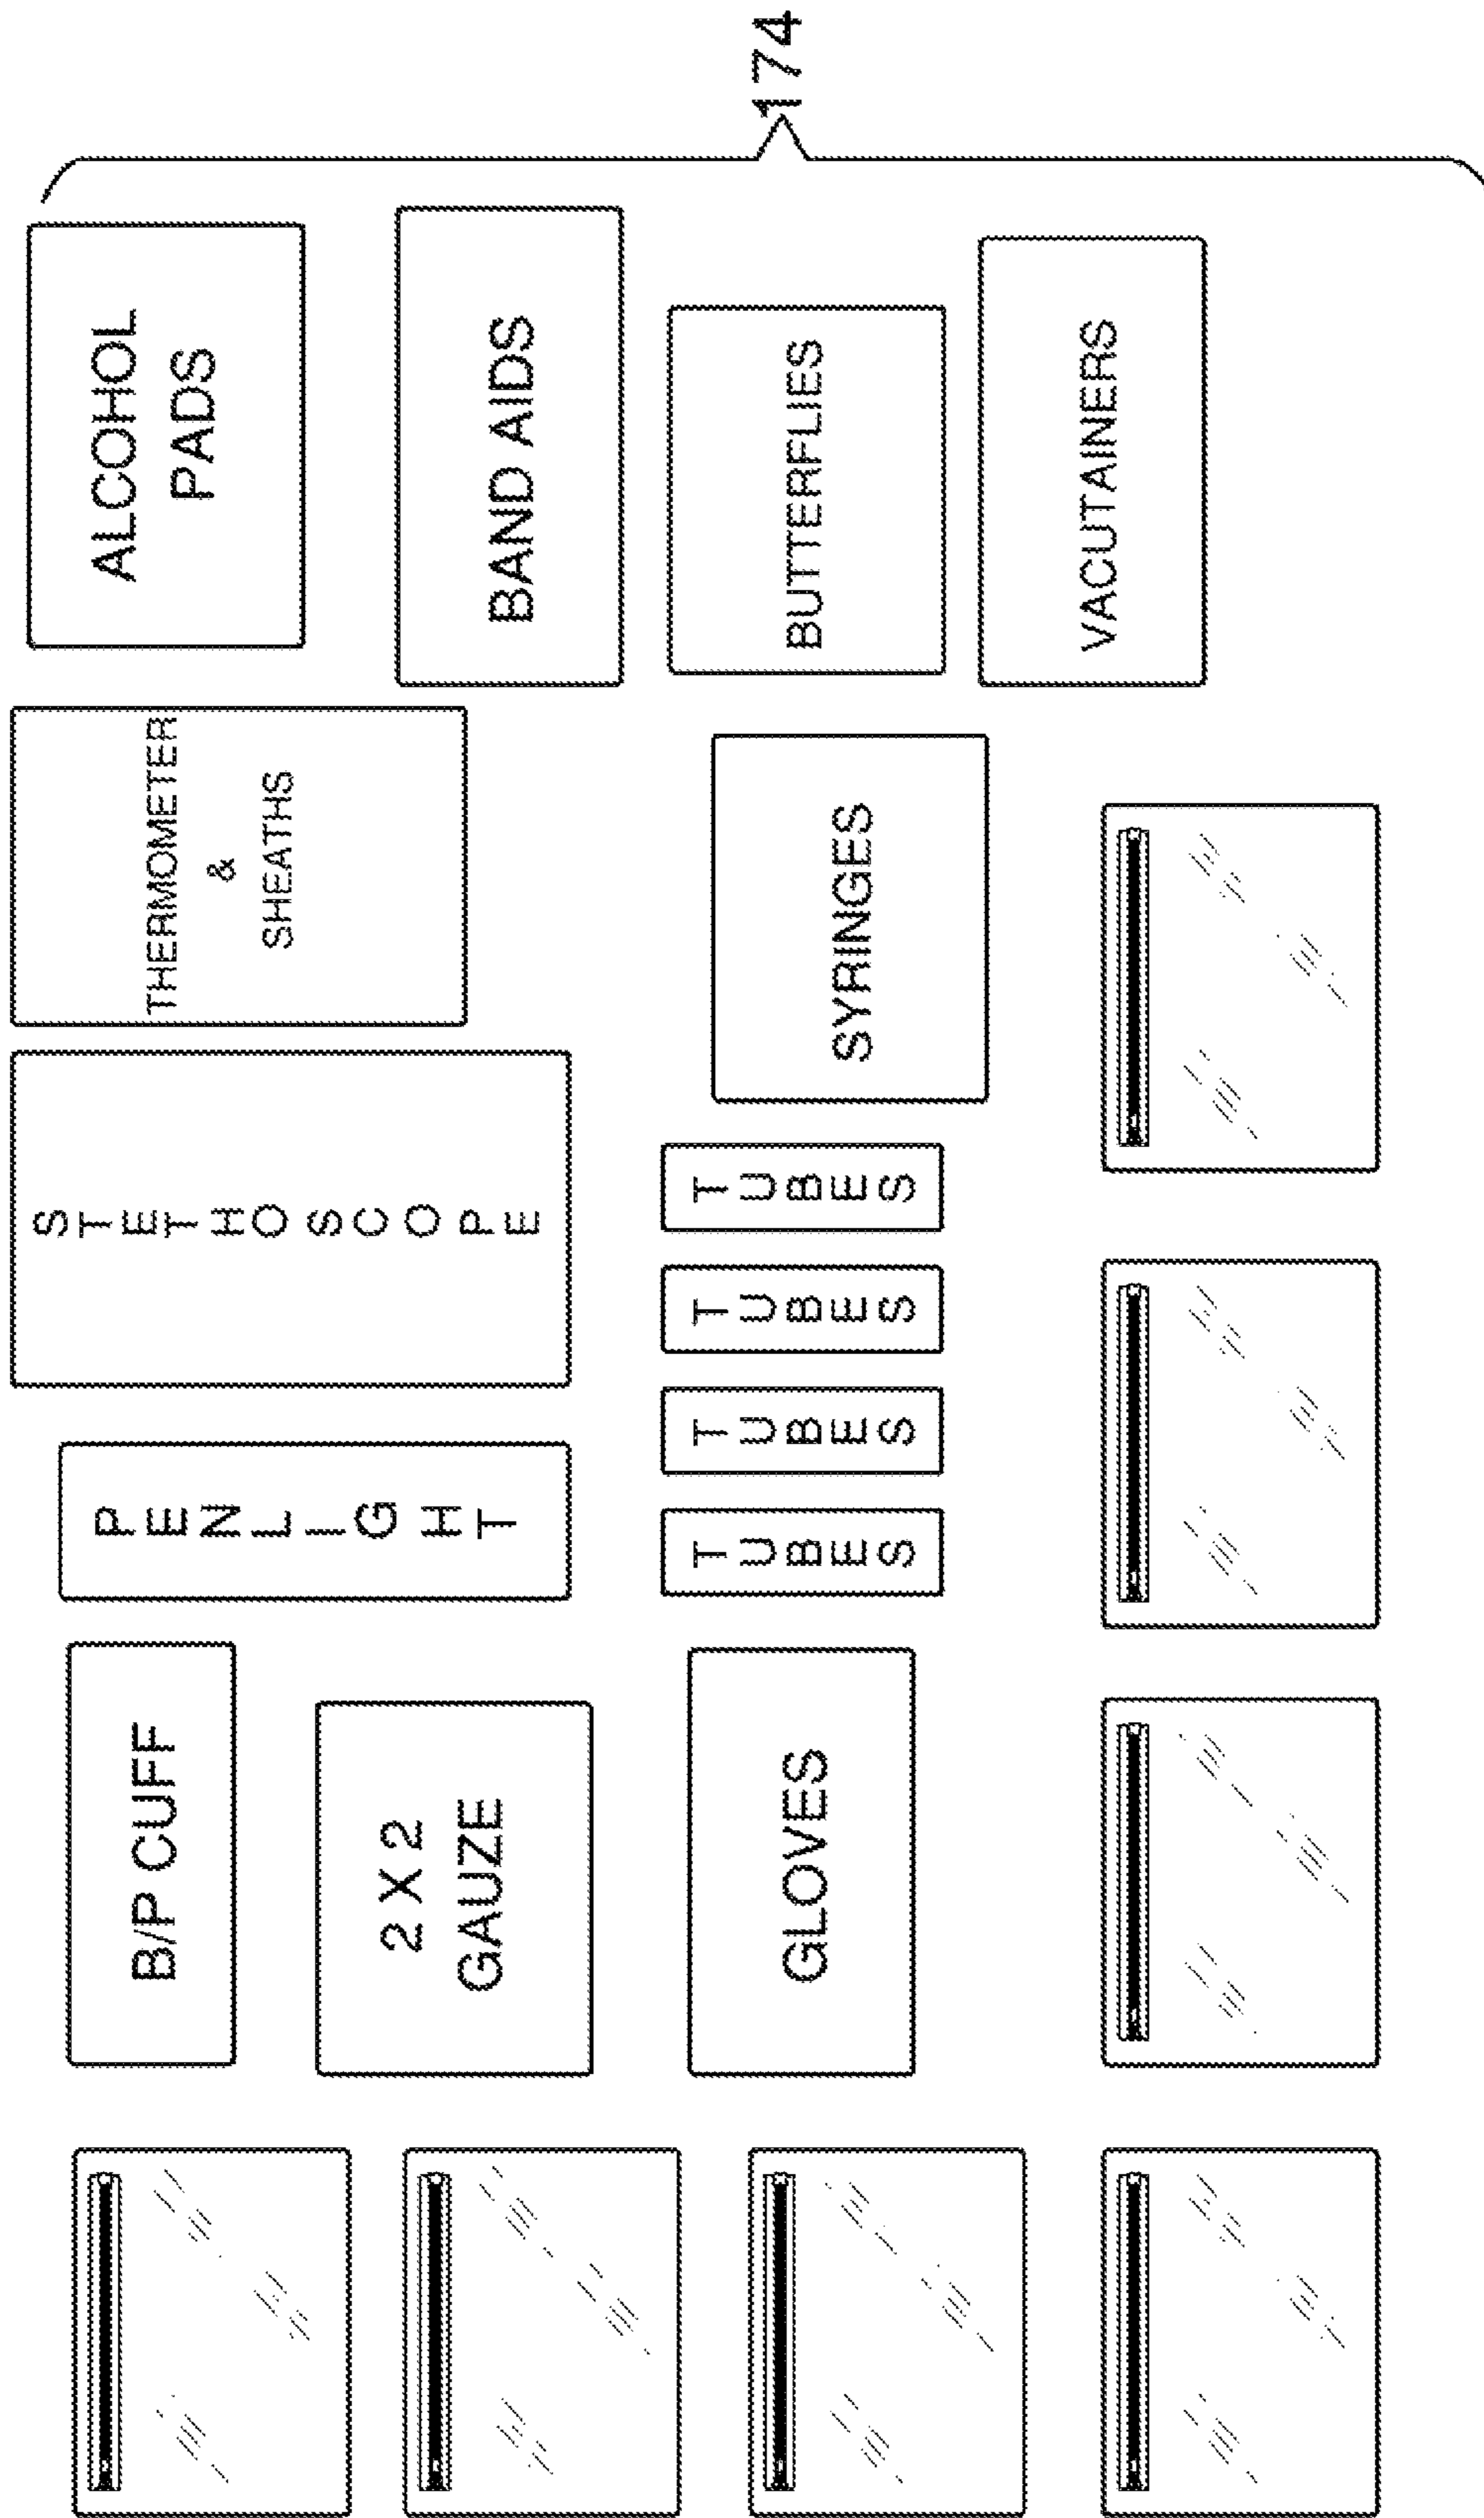 B/P CUFF
PENLIGHT
STETHOSCOPE
THERMOMETER
&
SHEATHS
ALCOHOL
PADS
2 X 2
GAUZE
BAND AIDS
GLOVES
TUBES
TUBES
TUBES
TUBES
SYRINGES
BUTTERFLIES
VACUTAINERS
174